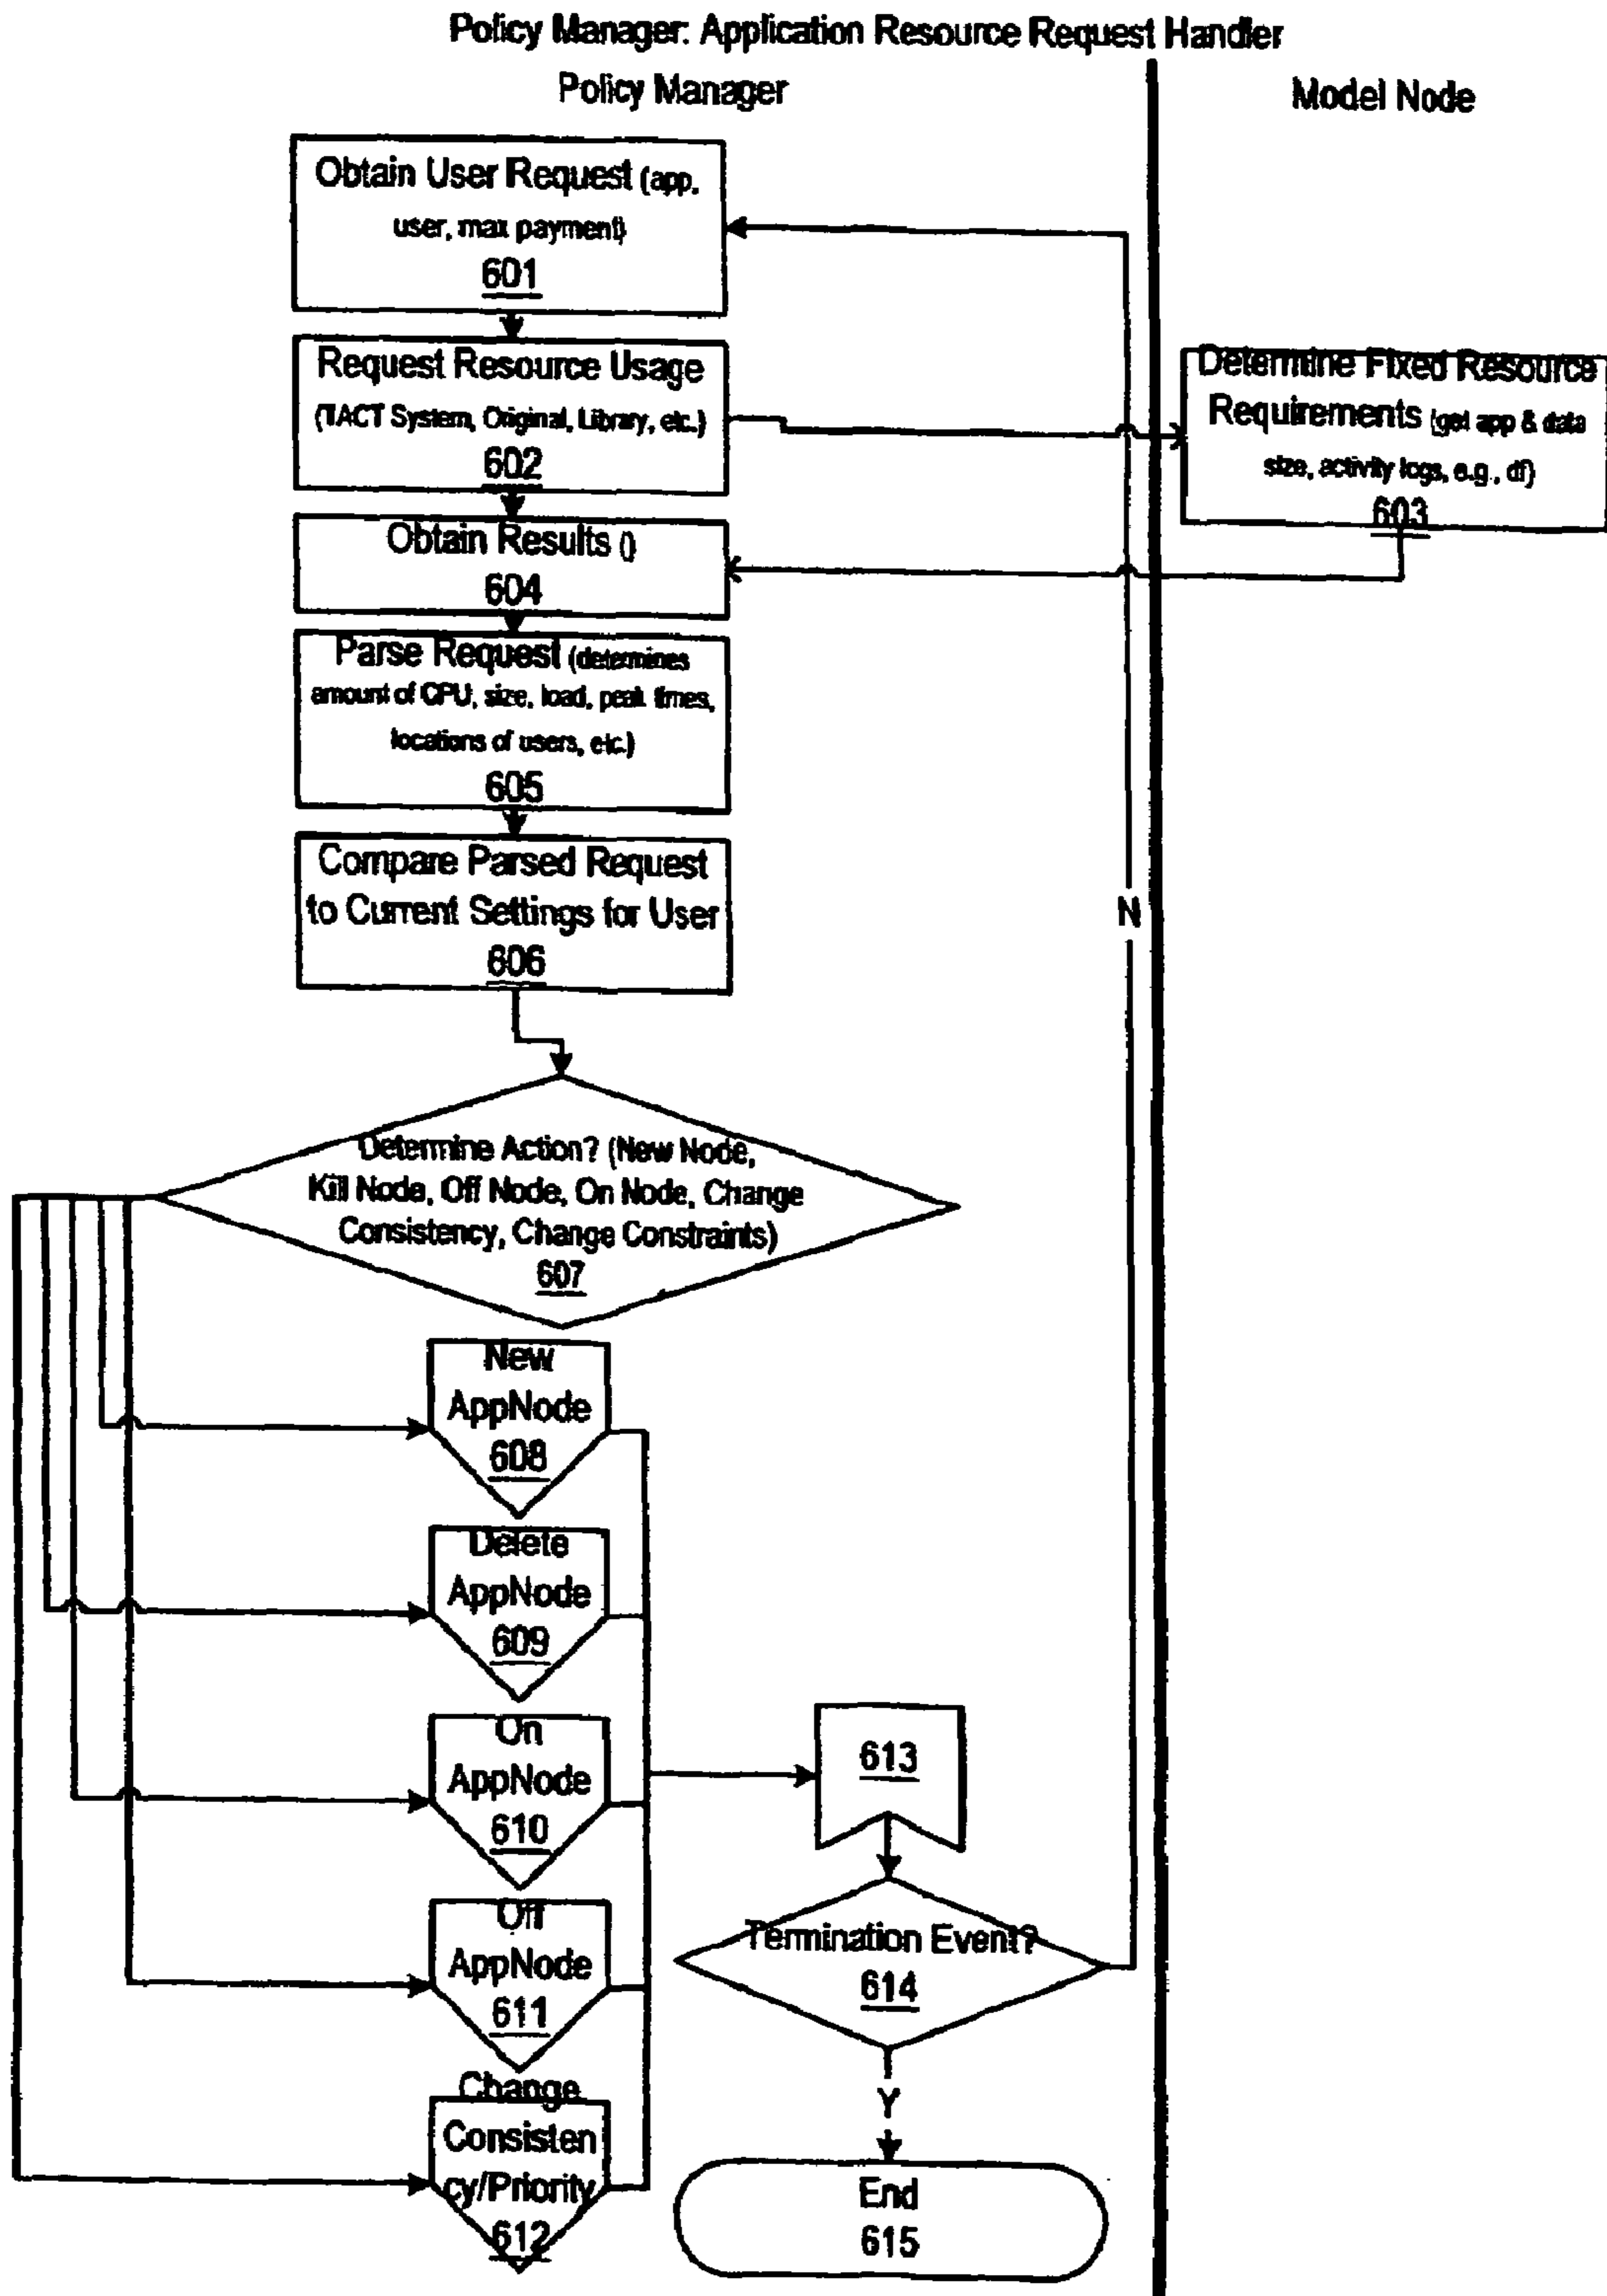 Policy Manager: Application Resource Request Handler
Policy Manager
Model Node
Obtain User Request (app,
user, max payment)
601
Request Resource Usage
(TACT System, Original, Library, etc.)
602
Determine Fixed Resource
Requirements (get app & data
size, activity logs, e.g., df)
603
Obtain Results ()
604
Parse Request (determines
amount of CPU, size, load, peak times,
locations of users, etc.)
605
Compare Parsed Request
to Current Settings for User
606
N
Determine Action? (New Node,
Kill Node, Off Node, On Node, Change
Consistency, Change Constraints)
607
New
AppNode
608
Delete
AppNode
609
On
AppNode
610
613
Off
AppNode
611
Termination Event?
614
Y
Change
Consisten
cy/Priority
612
End
615